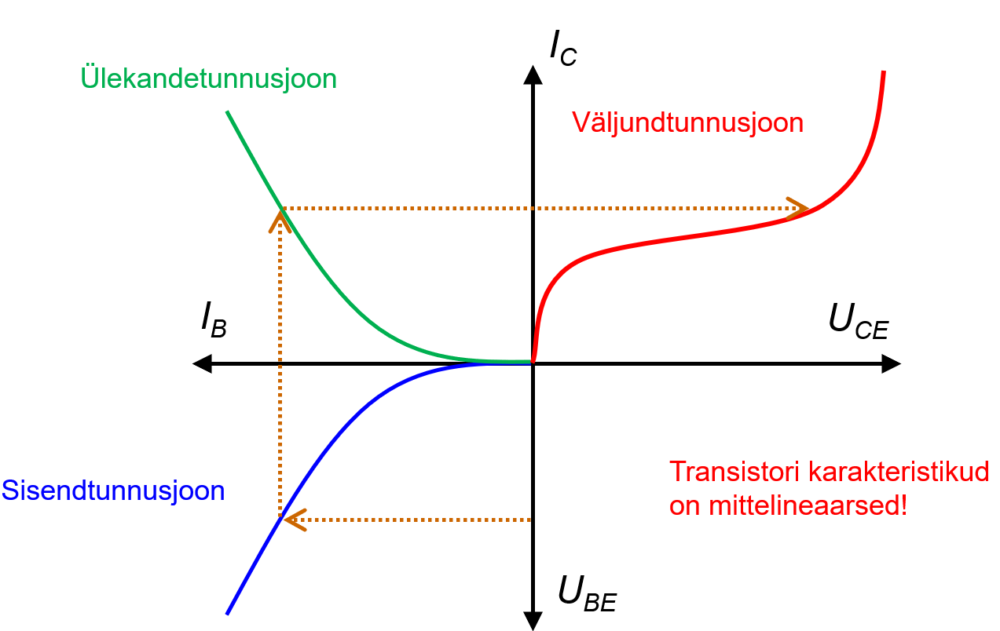 I_C
Ülekandetunnusjoon
Väljundtunnusjoon
I_B
U_CE
Sisendtunnusjoon
Transistori karakteristikud
on mittelineaarsed!
U_BE